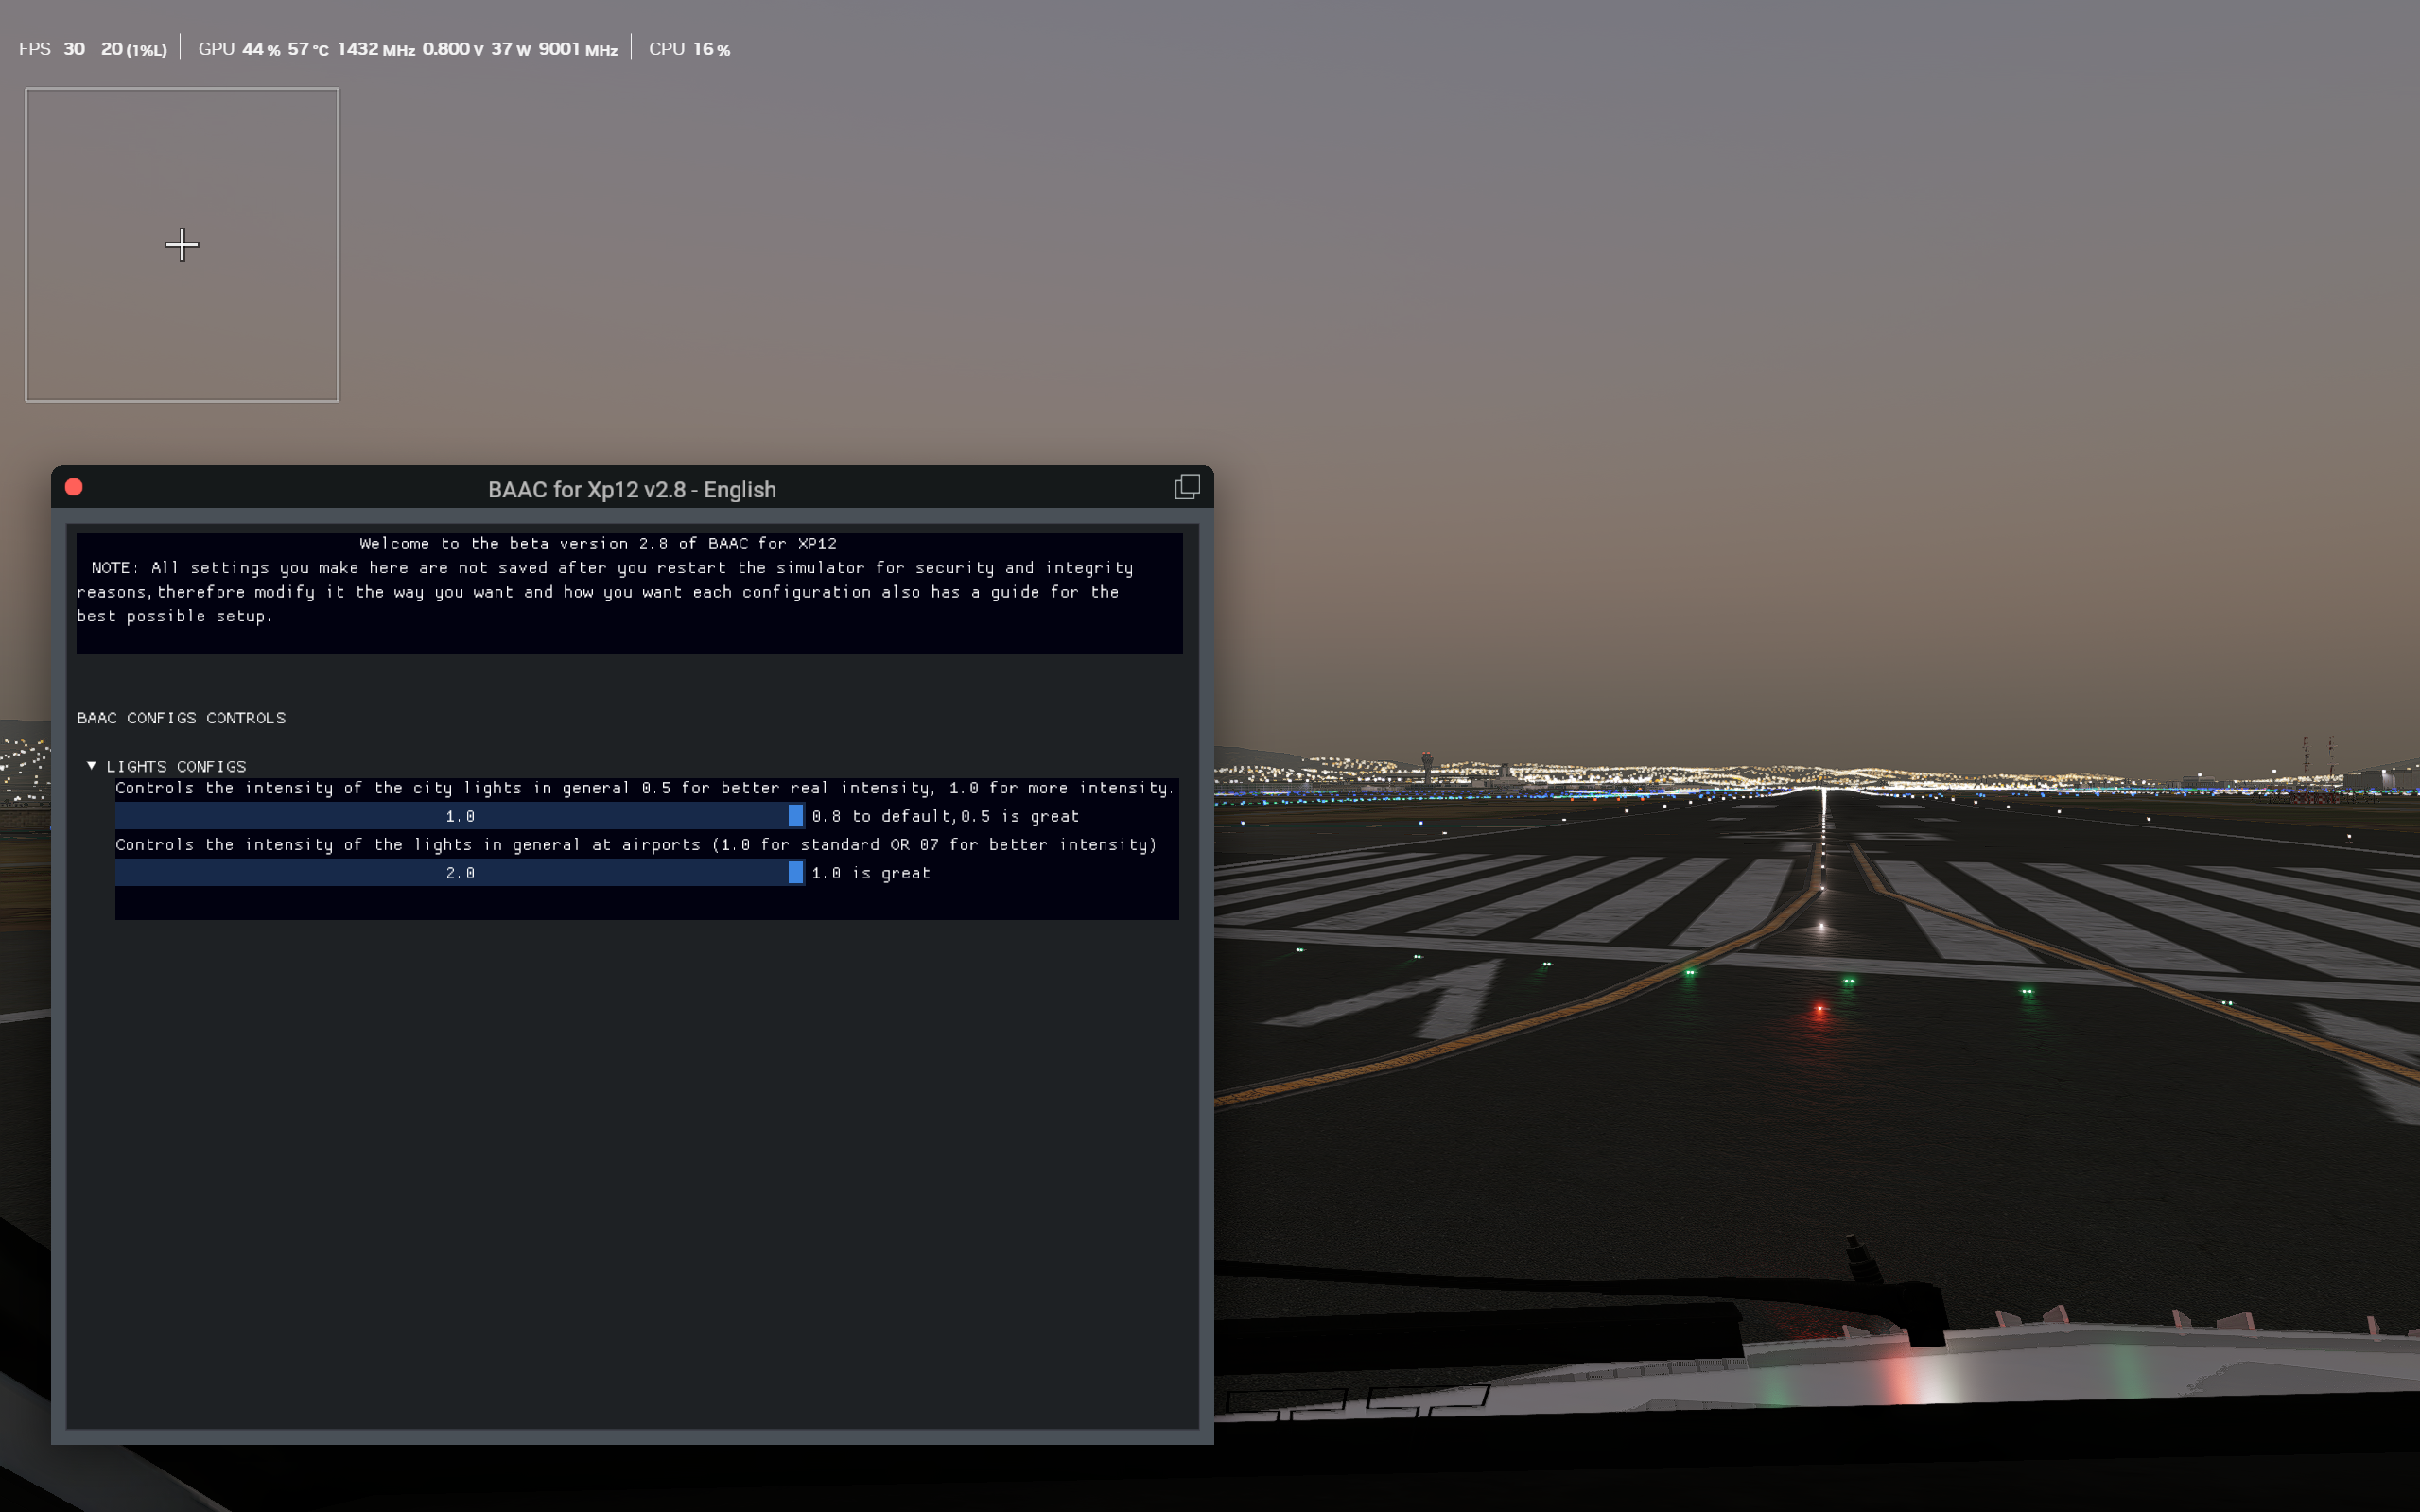 FPS 30 20 (1%L) GPU 44 % 57 °C 1432 MHz 0.800 V 37 W 9001 MHz CPU 16 %
BAAC for Xp12 v2.8 - English
Welcome to the beta version 2.8 of BAAC for XP12
NOTE: All settings you make here are not saved after you restart the simulator for security and integrity
reasons,therefore modify it the way you want and how you want each configuration also has a guide for the
best possible setup.
BAAC CONFIGS CONTROLS
LIGHTS CONFIGS
Controls the intensity of the city lights in general 0.5 for better real intensity, 1.0 for more intensity.
1.0 0.8 to default,0.5 is great
Controls the intensity of the lights in general at airports (1.0 for standard OR 07 for better intensity)
2.0 1.0 is great